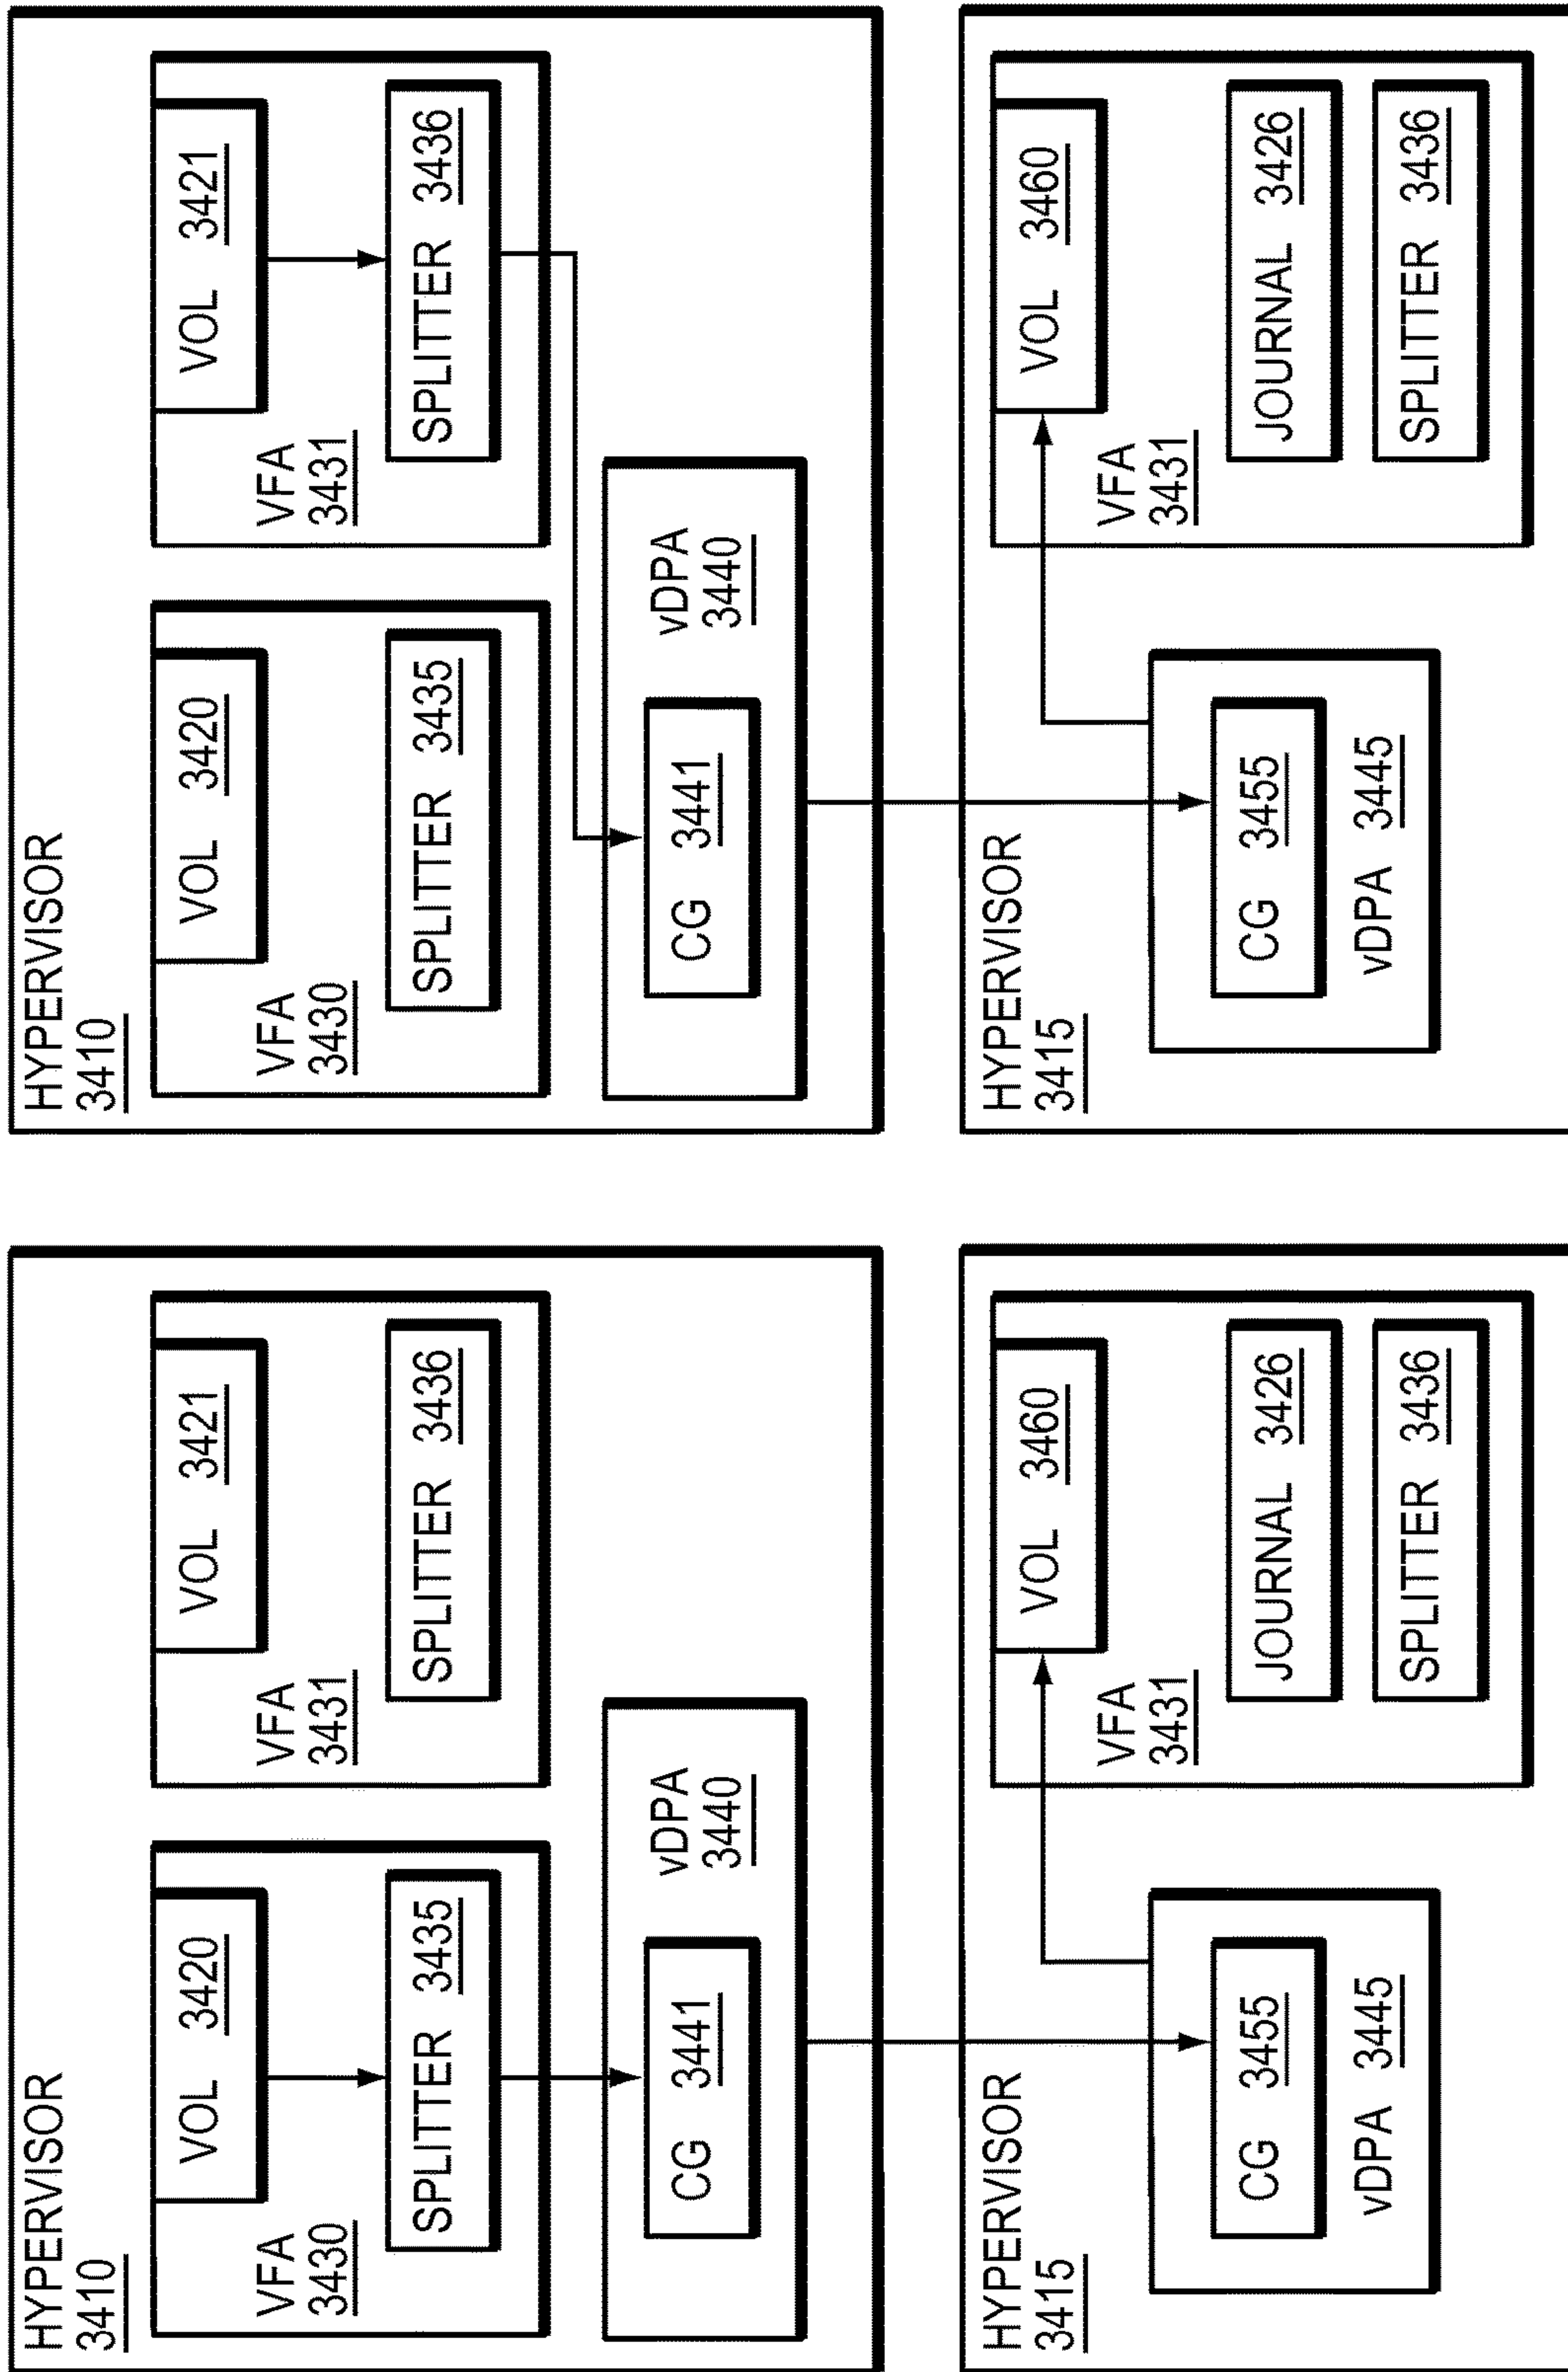 HYPERVISOR
3410
VOL 3420
VFA
3430
SPLITTER 3435
VOL 3421
VFA
3431
SPLITTER 3436
vDPA
3440
CG 3441
HYPERVISOR
3415
CG 3455
vDPA 3445
VOL 3460
VFA
3431
JOURNAL 3426
SPLITTER 3436
HYPERVISOR
3410
VOL 3420
VFA
3430
SPLITTER 3435
VOL 3421
VFA
3431
SPLITTER 3436
vDPA
3440
CG 3441
HYPERVISOR
3415
CG 3455
vDPA 3445
VOL 3460
VFA
3431
JOURNAL 3426
SPLITTER 3436